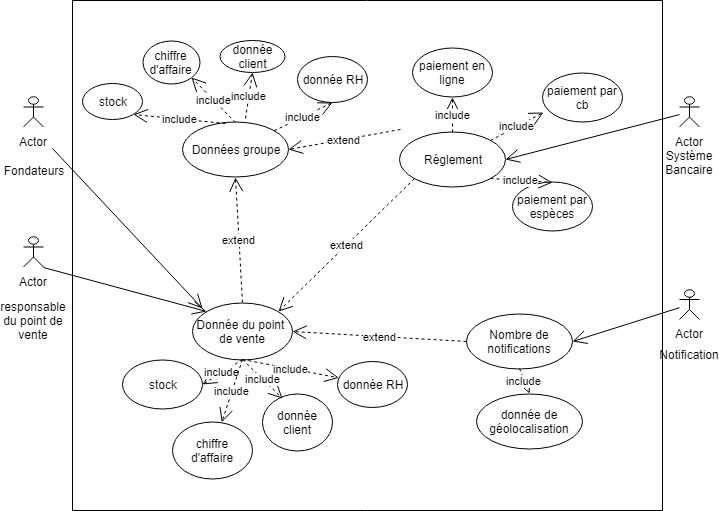 chiffre
d'affaire
donnée
client
donnée RH
paiement en
ligne
paiement par
cb
stock
include
include
include
include
include
include
Actor
Fondateurs
Données groupe
extend
Réglement
Actor
Système
Bancaire
include
paiement par
espèces
extend
extend
Actor
responsable
du point de
vente
Donnée du point
de vente
extend
Nombre de
notifications
Actor
Notification
include
include
include
include
include
stock
donnée RH
donnée
client
chiffre
d'affaire
donnée de
géolocalisation